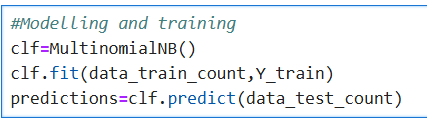 #Modelling and training
clf=MultinomialNB()
clf.fit(data_train_count,Y_train)
predictions=clf.predict(data_test_count)